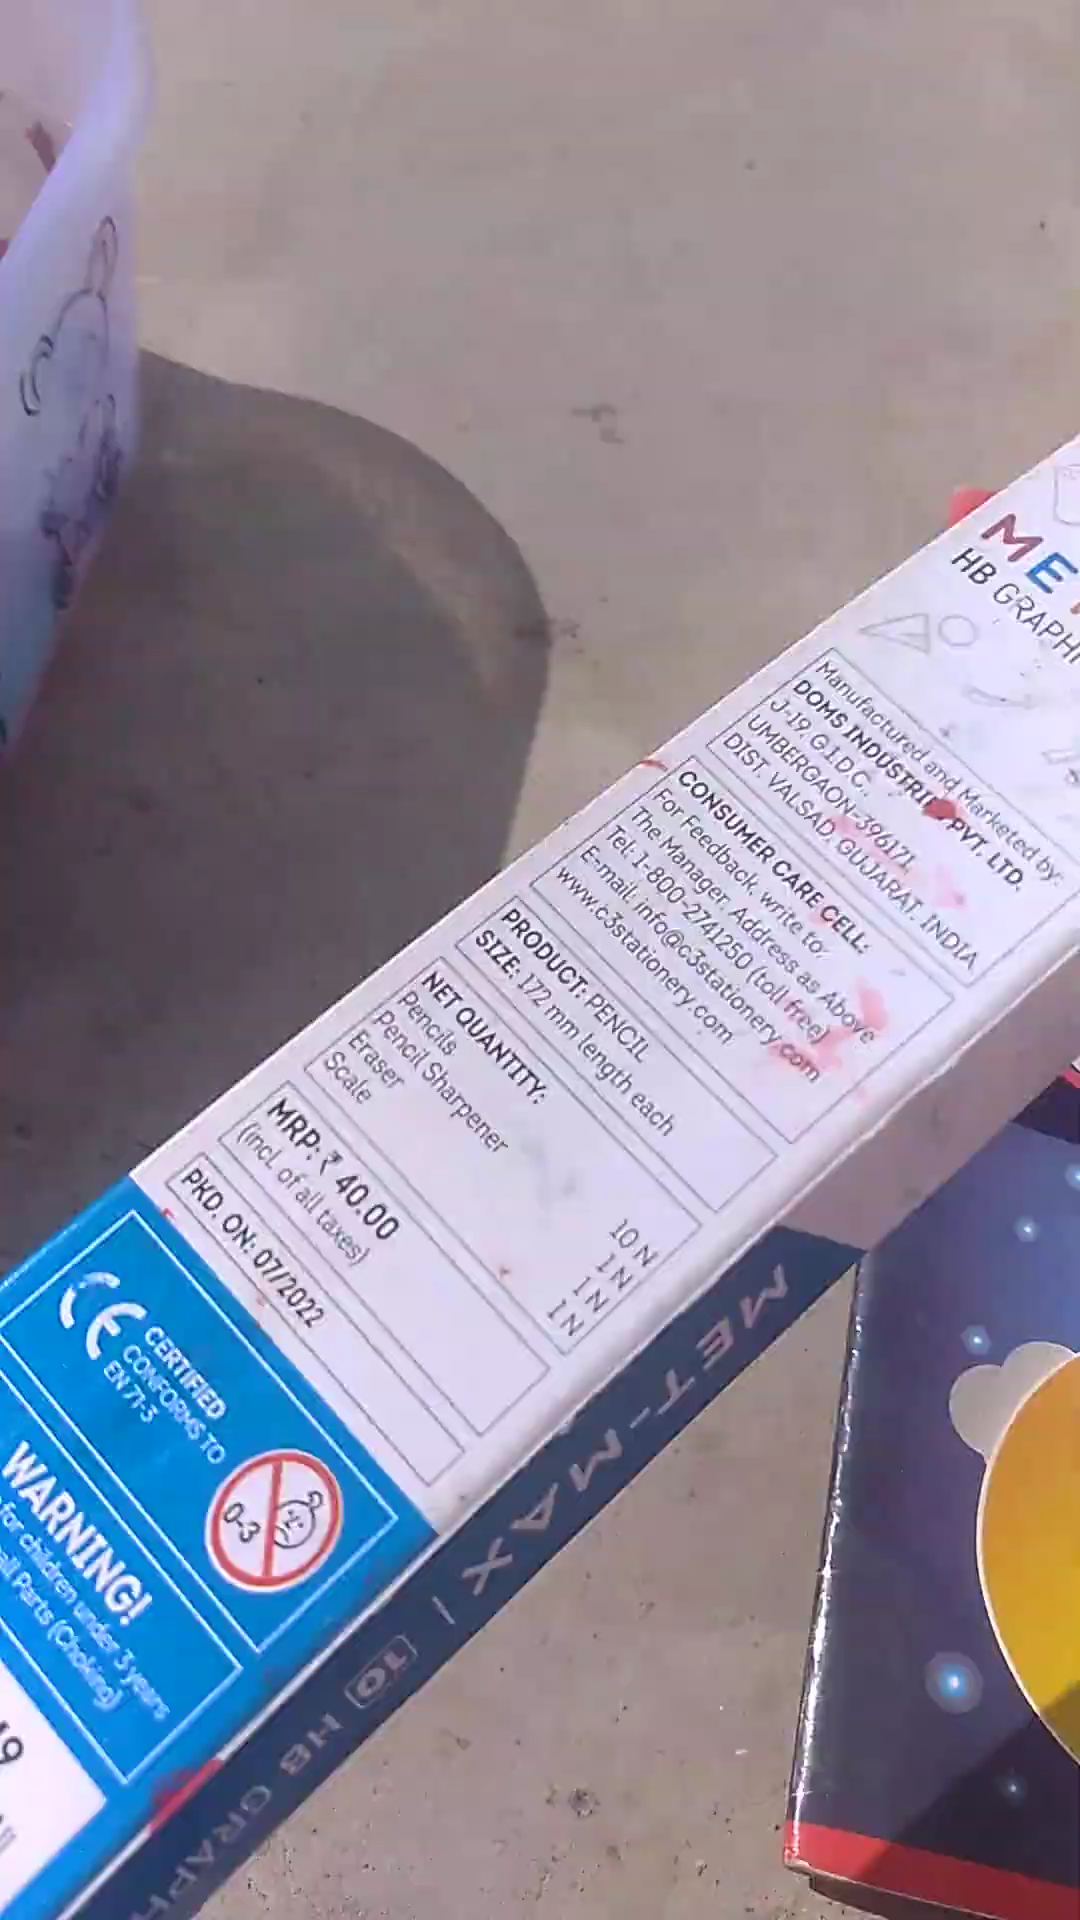 ME
HB GRAPHI
Manufactured and Marketed by:
DOMS INDUSTRIES PVT. LTD.
J-19, G.I.D.C.
UMBERGAON-396171,
DIST. VALSAD, GUJARAT, INDIA
CONSUMER CARE CELL:
For Feedback, write to:
The Manager, Address as Above
Tel: 1-800-2741250 (toll free)
E-mail: info@c3stationery.com
www.c3stationery.com
PRODUCT: PENCIL
SIZE: 172 mm length each
NET QUANTITY:
Pencils 10 N
Pencil Sharpener 1 N
Eraser 1 N
Scale 1 N
MRP: ₹ 40.00
(incl. of all taxes)
PKD. ON: 07/2022
CE CERTIFIED
CONFORMS TO
EN 71-3
0-3
WARNING!
for children under 3 years
Parts (Choking)
MET-MAX | 10 HB GRAPH